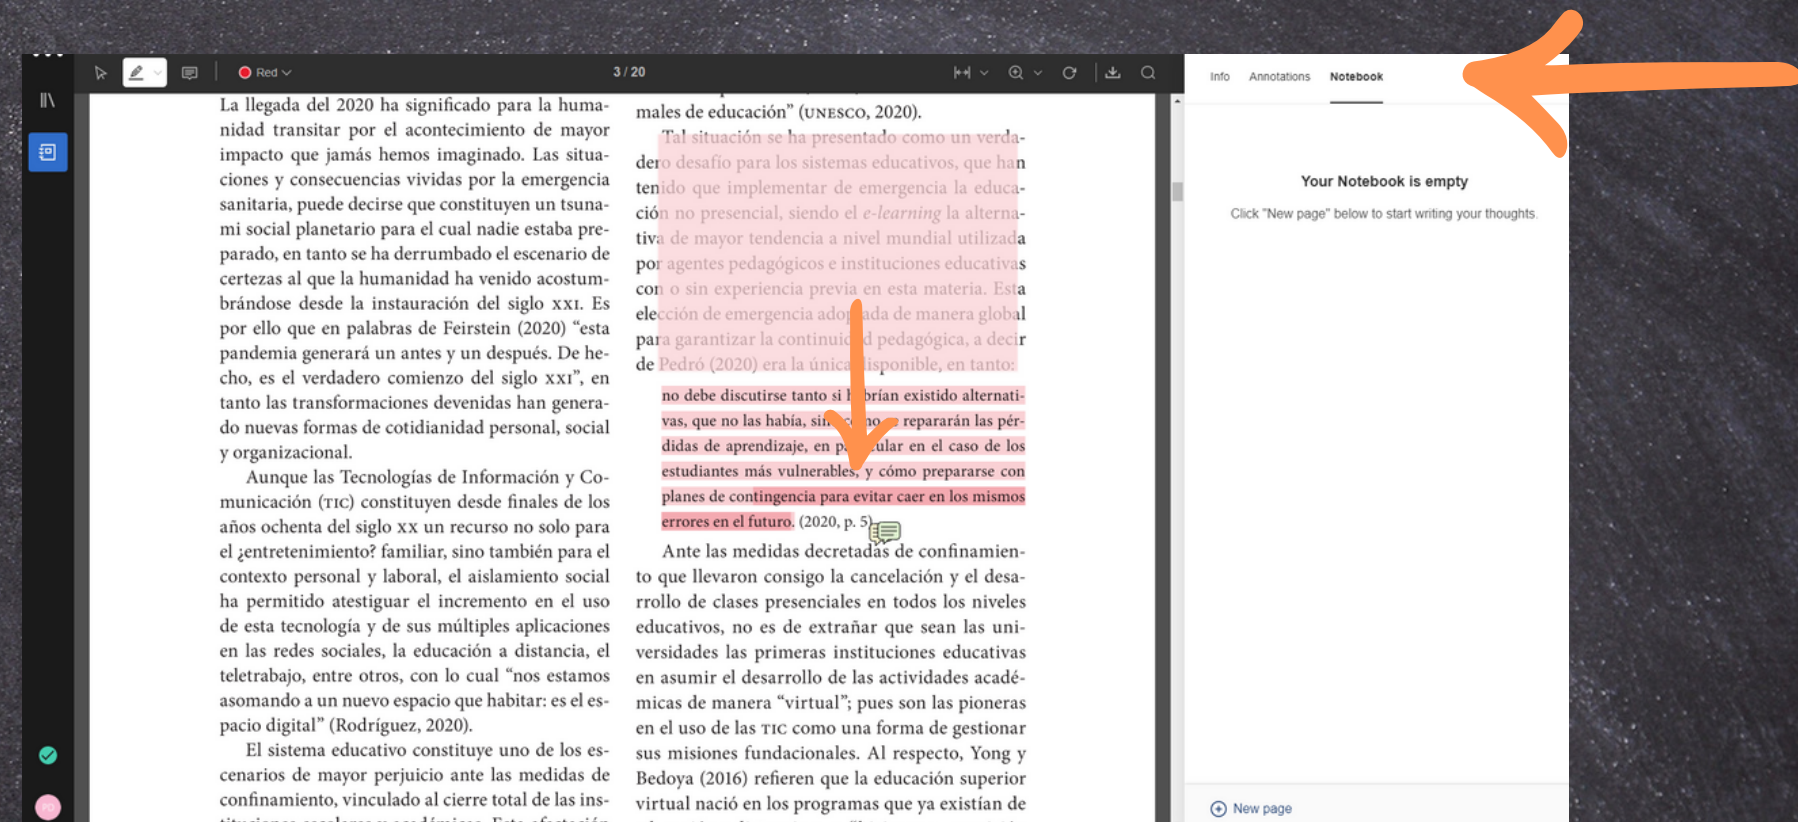 Red
3 / 20
Info Annotations Notebook
La llegada del 2020 ha significado para la huma-
nidad transitar por el acontecimiento de mayor
impacto que jamás hemos imaginado. Las situa-
ciones y consecuencias vividas por la emergencia
sanitaria, puede decirse que constituyen un tsuna-
mi social planetario para el cual nadie estaba pre-
parado, en tanto se ha derrumbado el escenario de
certezas al que la humanidad ha venido acostum-
brándose desde la instauración del siglo XXI. Es
por ello que en palabras de Feirstein (2020) “esta
pandemia generará un antes y un después. De he-
cho, es el verdadero comienzo del siglo XXI”, en
tanto las transformaciones devenidas han genera-
do nuevas formas de cotidianidad personal, social
y organizacional.
Aunque las Tecnologías de Información y Co-
municación (TIC) constituyen desde finales de los
años ochenta del siglo XX un recurso no solo para
el ¿entretenimiento? familiar, sino también para el
contexto personal y laboral, el aislamiento social
ha permitido atestiguar el incremento en el uso
de esta tecnología y de sus múltiples aplicaciones
en las redes sociales, la educación a distancia, el
teletrabajo, entre otros, con lo cual “nos estamos
asomando a un nuevo espacio que habitar: es el es-
pacio digital” (Rodríguez, 2020).
El sistema educativo constituye uno de los es-
cenarios de mayor perjuicio ante las medidas de
confinamiento, vinculado al cierre total de las ins-
males de educación” (UNESCO, 2020).
Tal situación se ha presentado como un verda-
dero desafío para los sistemas educativos, que han
tenido que implementar de emergencia la educa-
ción no presencial, siendo el e-learning la alterna-
tiva de mayor tendencia a nivel mundial utilizada
por agentes pedagógicos e instituciones educativas
con o sin experiencia previa en esta materia. Esta
elección de emergencia adoptada de manera global
para garantizar la continuidad pedagógica, a decir
de Pedró (2020) era la única disponible, en tanto:
no debe discutirse tanto si habrían existido alternati-
vas, que no las había, sino cómo se repararán las pér-
didas de aprendizaje, en particular en el caso de los
estudiantes más vulnerables, y cómo prepararse con
planes de contingencia para evitar caer en los mismos
errores en el futuro. (2020, p. 5)
Ante las medidas decretadas de confinamien-
to que llevaron consigo la cancelación y el desa-
rrollo de clases presenciales en todos los niveles
educativos, no es de extrañar que sean las uni-
versidades las primeras instituciones educativas
en asumir el desarrollo de las actividades acadé-
micas de manera “virtual”; pues son las pioneras
en el uso de las TIC como una forma de gestionar
sus misiones fundacionales. Al respecto, Yong y
Bedoya (2016) refieren que la educación superior
virtual nació en los programas que ya existían de
Your Notebook is empty
Click "New page" below to start writing your thoughts.
New page
PD